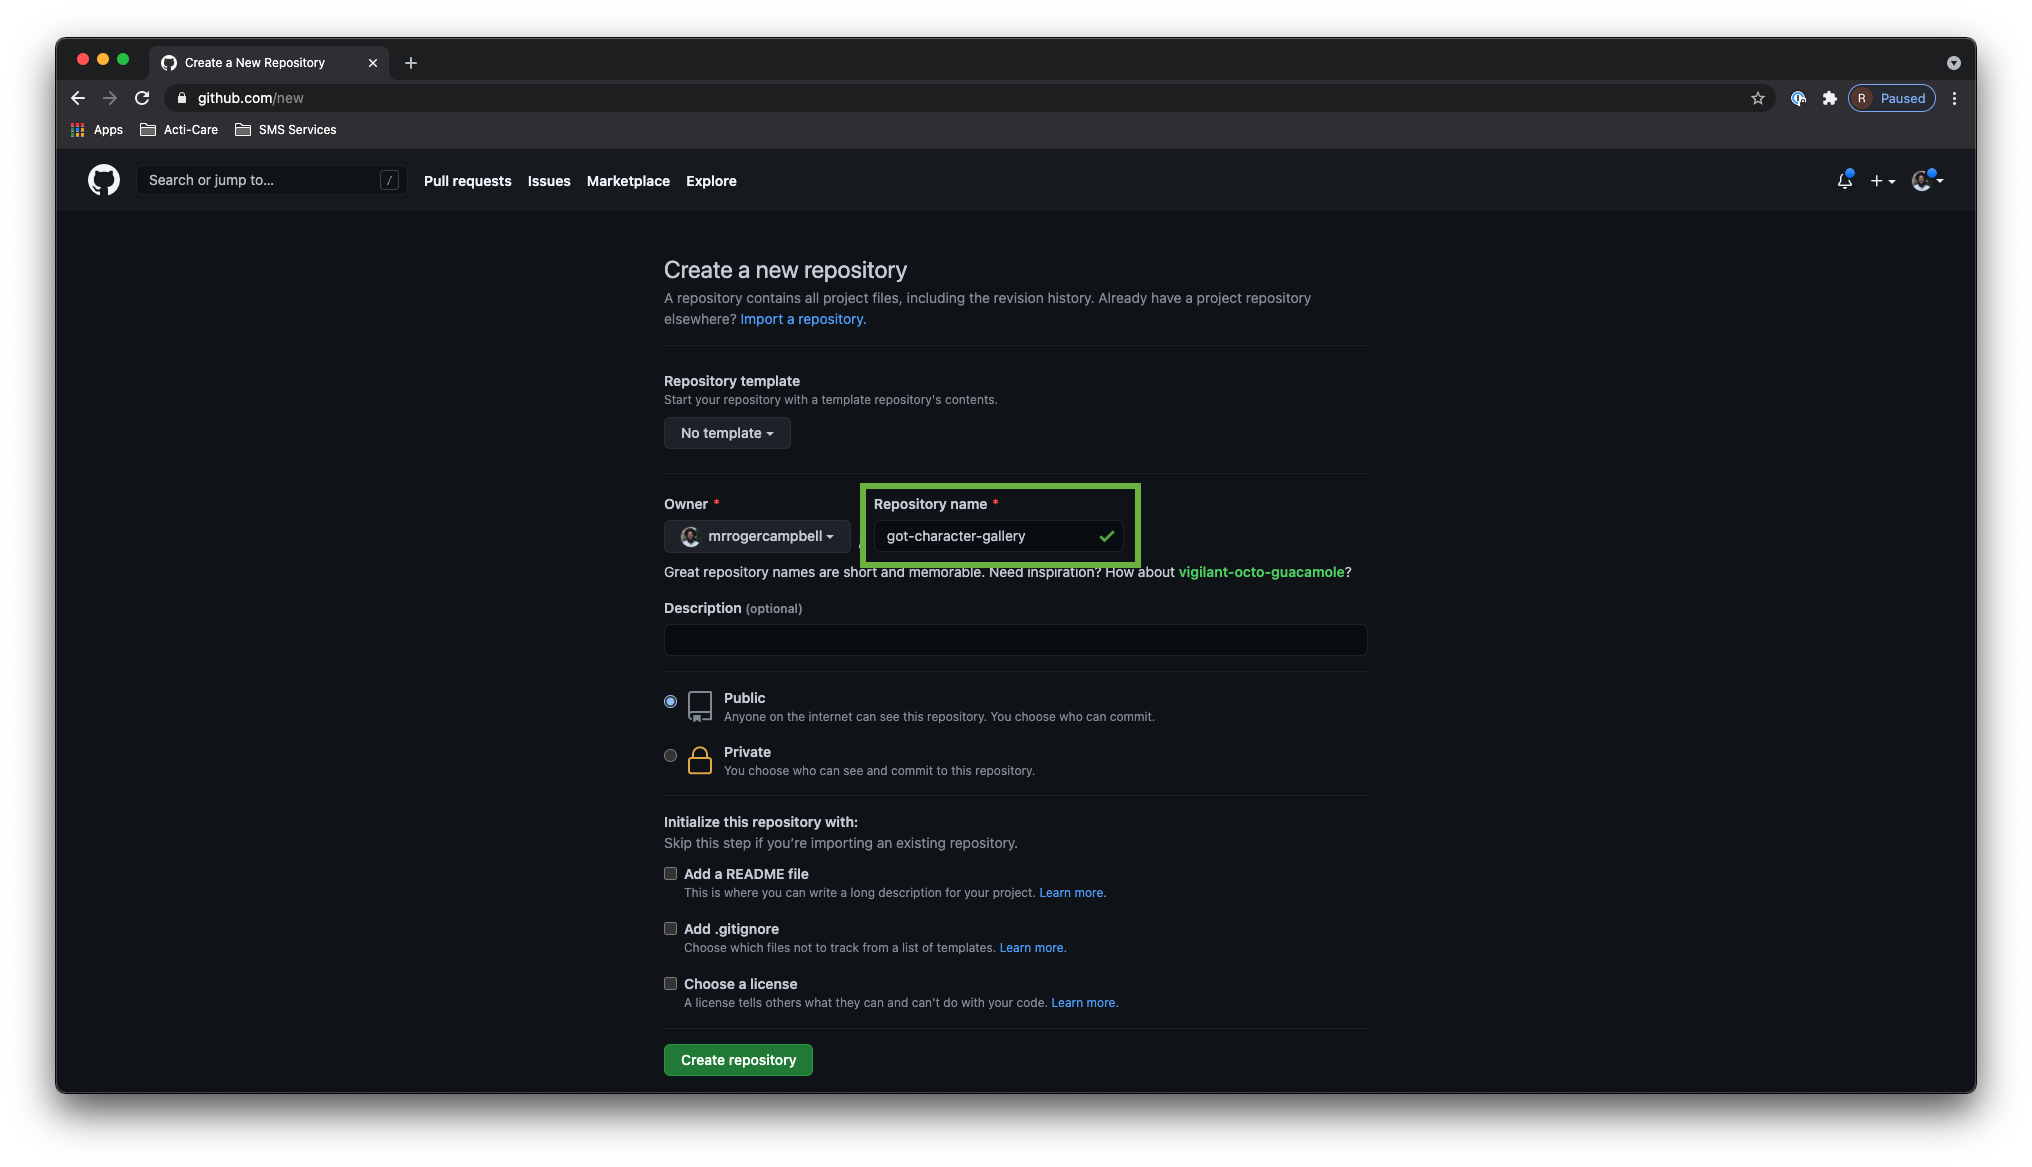 Create a New Repository
github.com/new
R Paused
Apps Acti-Care SMS Services
Search or jump to... / Pull requests Issues Marketplace Explore
Create a new repository
A repository contains all project files, including the revision history. Already have a project repository
elsewhere? Import a repository.
Repository template
Start your repository with a template repository's contents.
No template
Owner * Repository name *
mrrogercampbell got-character-gallery
Great repository names are short and memorable. Need inspiration? How about vigilant-octo-guacamole?
Description (optional)
Public
Anyone on the internet can see this repository. You choose who can commit.
Private
You choose who can see and commit to this repository.
Initialize this repository with:
Skip this step if you’re importing an existing repository.
Add a README file
This is where you can write a long description for your project. Learn more.
Add .gitignore
Choose which files not to track from a list of templates. Learn more.
Choose a license
A license tells others what they can and can't do with your code. Learn more.
Create repository